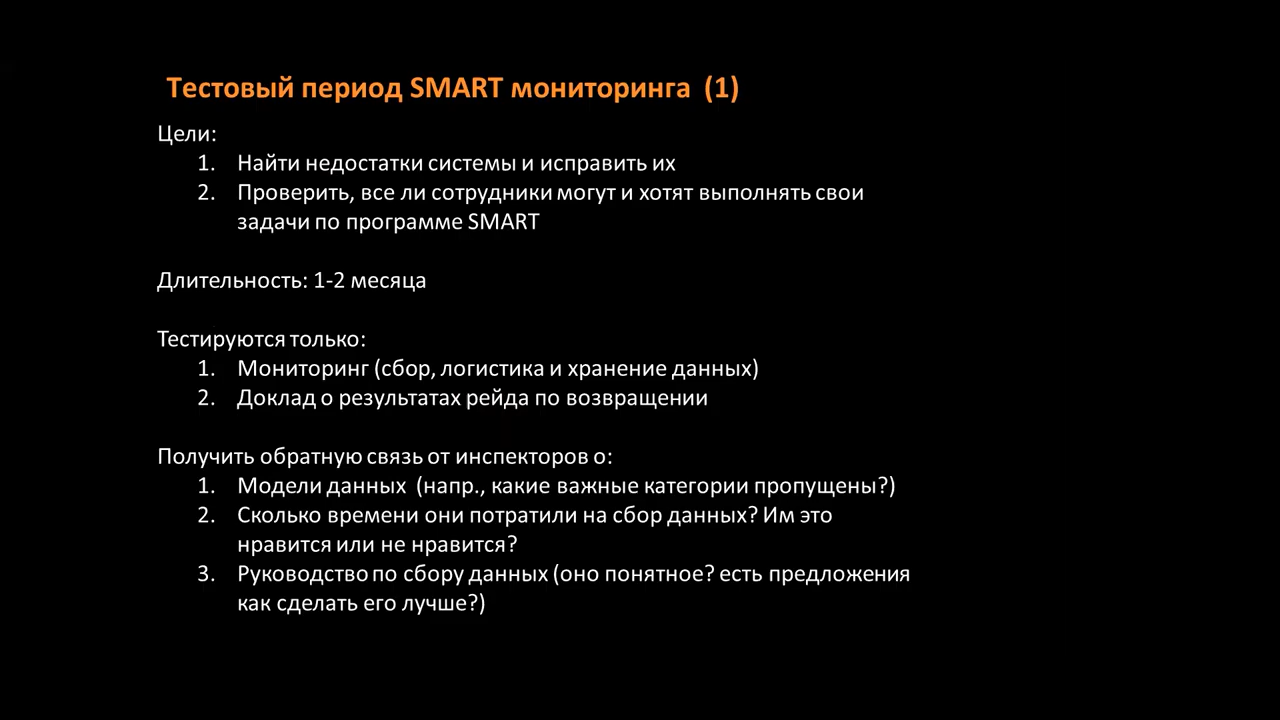 Тестовый период SMART мониторинга (1)
Цели:
1. Найти недостатки системы и исправить их
2. Проверить, все ли сотрудники могут и хотят выполнять свои
задачи по программе SMART
Длительность: 1-2 месяца
Тестируются только:
1. Мониторинг (сбор, логистика и хранение данных)
2. Доклад о результатах рейда по возвращении
Получить обратную связь от инспекторов о:
1. Модели данных (напр., какие важные категории пропущены?)
2. Сколько времени они потратили на сбор данных? Им это
нравится или не нравится?
3. Руководство по сбору данных (оно понятное? есть предложения
как сделать его лучше?)